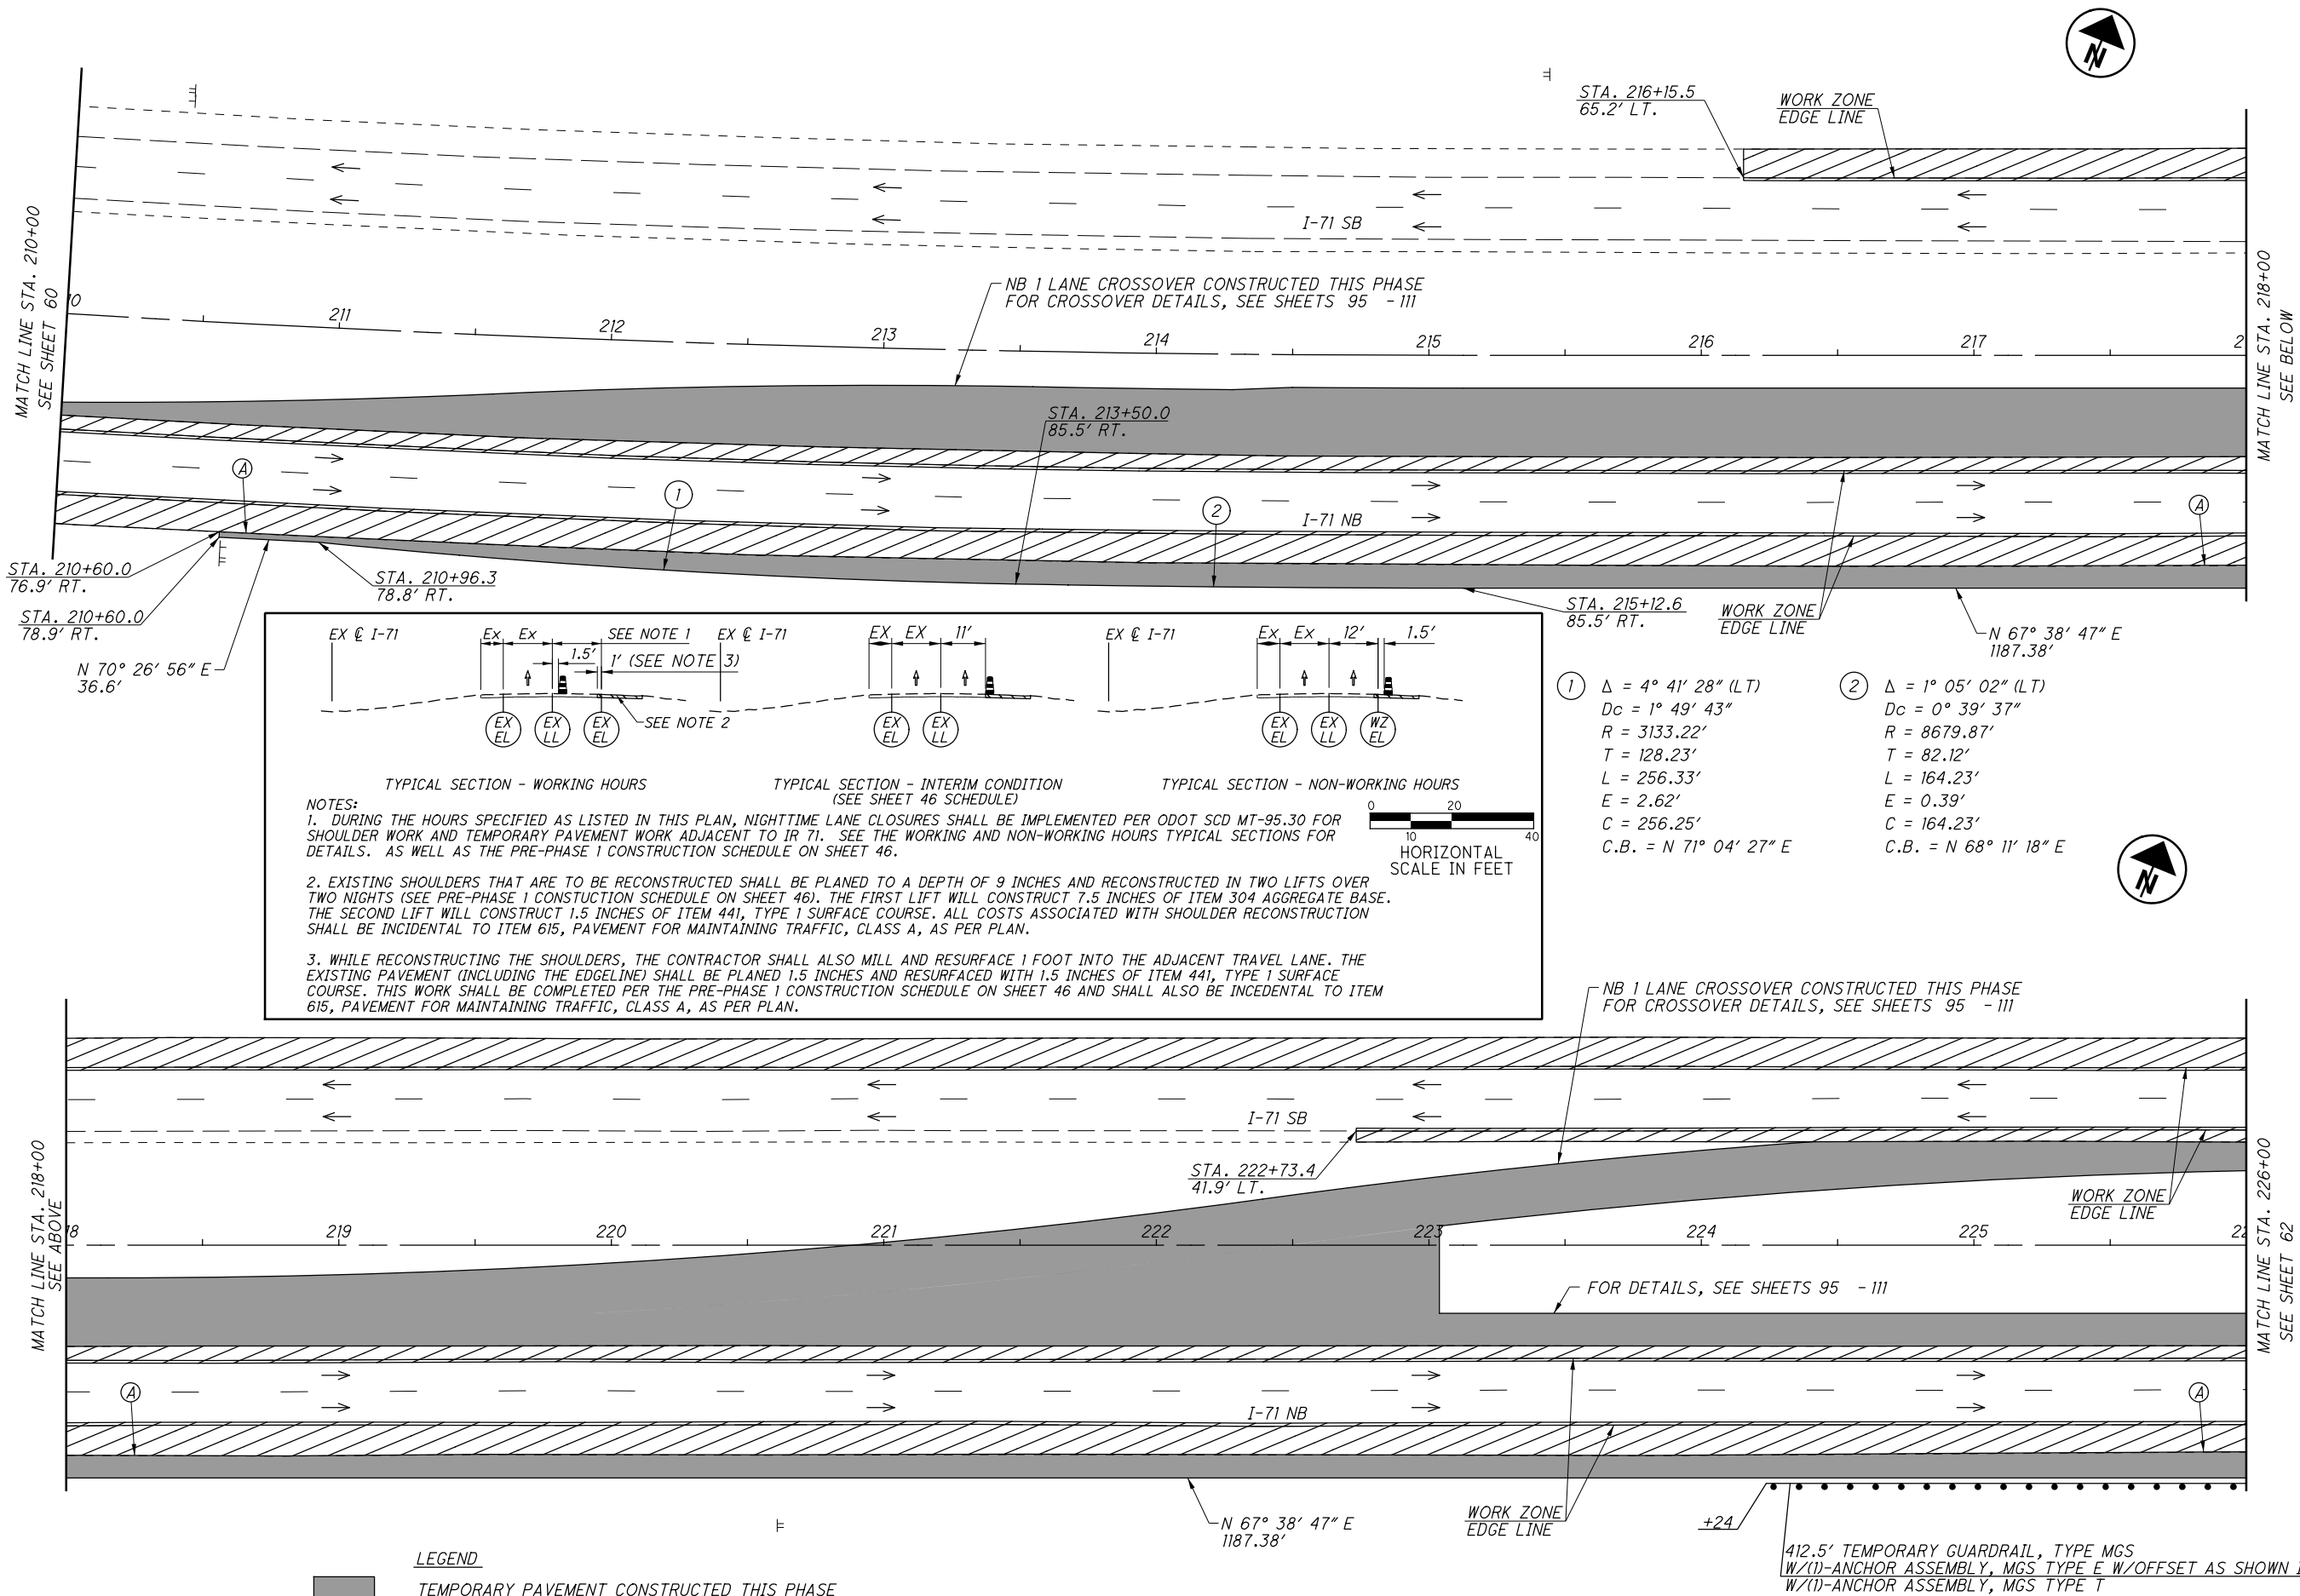 N
STA. 216+15.5
65.2' LT.
WORK ZONE
EDGE LINE
MATCH LINE STA. 210+00
SEE SHEET 60
I-71 SB
MATCH LINE STA. 218+00
SEE BELOW
NB 1 LANE CROSSOVER CONSTRUCTED THIS PHASE
FOR CROSSOVER DETAILS, SEE SHEETS 95 - 111
211
212
213
214
215
216
217
STA. 213+50.0
85.5' RT.
A
1
2
A
I-71 NB
STA. 210+60.0
76.9' RT.
STA. 210+60.0
78.9' RT.
N 70° 26' 56" E
36.6'
STA. 210+96.3
78.8' RT.
STA. 215+12.6
85.5' RT.
WORK ZONE
EDGE LINE
N 67° 38' 47" E
1187.38'
EX ℄ I-71
Ex
Ex
SEE NOTE 1
1.5'
1' (SEE NOTE 3)
EX EL
EX LL
EX EL
SEE NOTE 2
TYPICAL SECTION - WORKING HOURS
EX ℄ I-71
EX
EX
11'
EX EL
EX LL
TYPICAL SECTION - INTERIM CONDITION
(SEE SHEET 46 SCHEDULE)
EX ℄ I-71
Ex
Ex
12'
1.5'
EX EL
EX LL
WZ EL
TYPICAL SECTION - NON-WORKING HOURS
NOTES:
1. DURING THE HOURS SPECIFIED AS LISTED IN THIS PLAN, NIGHTTIME LANE CLOSURES SHALL BE IMPLEMENTED PER ODOT SCD MT-95.30 FOR
SHOULDER WORK AND TEMPORARY PAVEMENT WORK ADJACENT TO IR 71. SEE THE WORKING AND NON-WORKING HOURS TYPICAL SECTIONS FOR
DETAILS. AS WELL AS THE PRE-PHASE 1 CONSTRUCTION SCHEDULE ON SHEET 46.
2. EXISTING SHOULDERS THAT ARE TO BE RECONSTRUCTED SHALL BE PLANED TO A DEPTH OF 9 INCHES AND RECONSTRUCTED IN TWO LIFTS OVER
TWO NIGHTS (SEE PRE-PHASE 1 CONSTUCTION SCHEDULE ON SHEET 46). THE FIRST LIFT WILL CONSTRUCT 7.5 INCHES OF ITEM 304 AGGREGATE BASE.
THE SECOND LIFT WILL CONSTRUCT 1.5 INCHES OF ITEM 441, TYPE 1 SURFACE COURSE. ALL COSTS ASSOCIATED WITH SHOULDER RECONSTRUCTION
SHALL BE INCIDENTAL TO ITEM 615, PAVEMENT FOR MAINTAINING TRAFFIC, CLASS A, AS PER PLAN.
3. WHILE RECONSTRUCTING THE SHOULDERS, THE CONTRACTOR SHALL ALSO MILL AND RESURFACE 1 FOOT INTO THE ADJACENT TRAVEL LANE. THE
EXISTING PAVEMENT (INCLUDING THE EDGELINE) SHALL BE PLANED 1.5 INCHES AND RESURFACED WITH 1.5 INCHES OF ITEM 441, TYPE 1 SURFACE
COURSE. THIS WORK SHALL BE COMPLETED PER THE PRE-PHASE 1 CONSTRUCTION SCHEDULE ON SHEET 46 AND SHALL ALSO BE INCEDENTAL TO ITEM
615, PAVEMENT FOR MAINTAINING TRAFFIC, CLASS A, AS PER PLAN.
0 20
10 40
HORIZONTAL
SCALE IN FEET
1 Δ = 4° 41' 28" (LT)
Dc = 1° 49' 43"
R = 3133.22'
T = 128.23'
L = 256.33'
E = 2.62'
C = 256.25'
C.B. = N 71° 04' 27" E
2 Δ = 1° 05' 02" (LT)
Dc = 0° 39' 37"
R = 8679.87'
T = 82.12'
L = 164.23'
E = 0.39'
C = 164.23'
C.B. = N 68° 11' 18" E
N
NB 1 LANE CROSSOVER CONSTRUCTED THIS PHASE
FOR CROSSOVER DETAILS, SEE SHEETS 95 - 111
MATCH LINE STA. 218+00
SEE ABOVE
I-71 SB
STA. 222+73.4
41.9' LT.
WORK ZONE
EDGE LINE
MATCH LINE STA. 226+00
SEE SHEET 62
219
220
221
222
223
224
225
FOR DETAILS, SEE SHEETS 95 - 111
A
A
I-71 NB
N 67° 38' 47" E
1187.38'
WORK ZONE
EDGE LINE
+24
412.5' TEMPORARY GUARDRAIL, TYPE MGS
W/(1)-ANCHOR ASSEMBLY, MGS TYPE E W/OFFSET AS SHOWN
W/(1)-ANCHOR ASSEMBLY, MGS TYPE T
LEGEND
TEMPORARY PAVEMENT CONSTRUCTED THIS PHASE